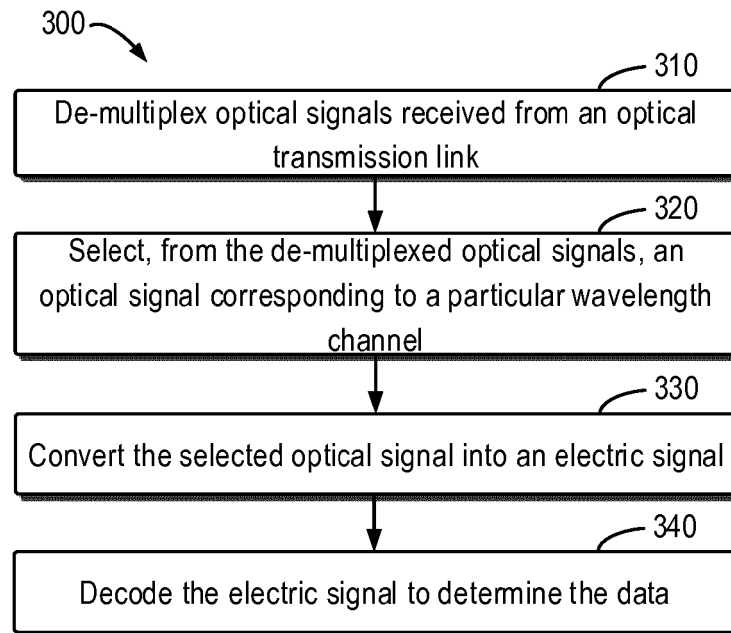 300
310
De-multiplex optical signals received from an optical
transmission link
320
Select, from the de-multiplexed optical signals, an
optical signal corresponding to a particular wavelength
channel
330
Convert the selected optical signal into an electric signal
340
Decode the electric signal to determine the data